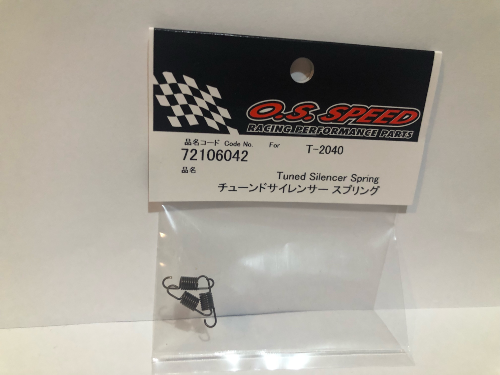 O.S. SPEED
RACING PERFORMANCE PARTS
品名コード Code No. For T-2040
72106042
品名 Tuned Silencer Spring
チューンドサイレンサー スプリング